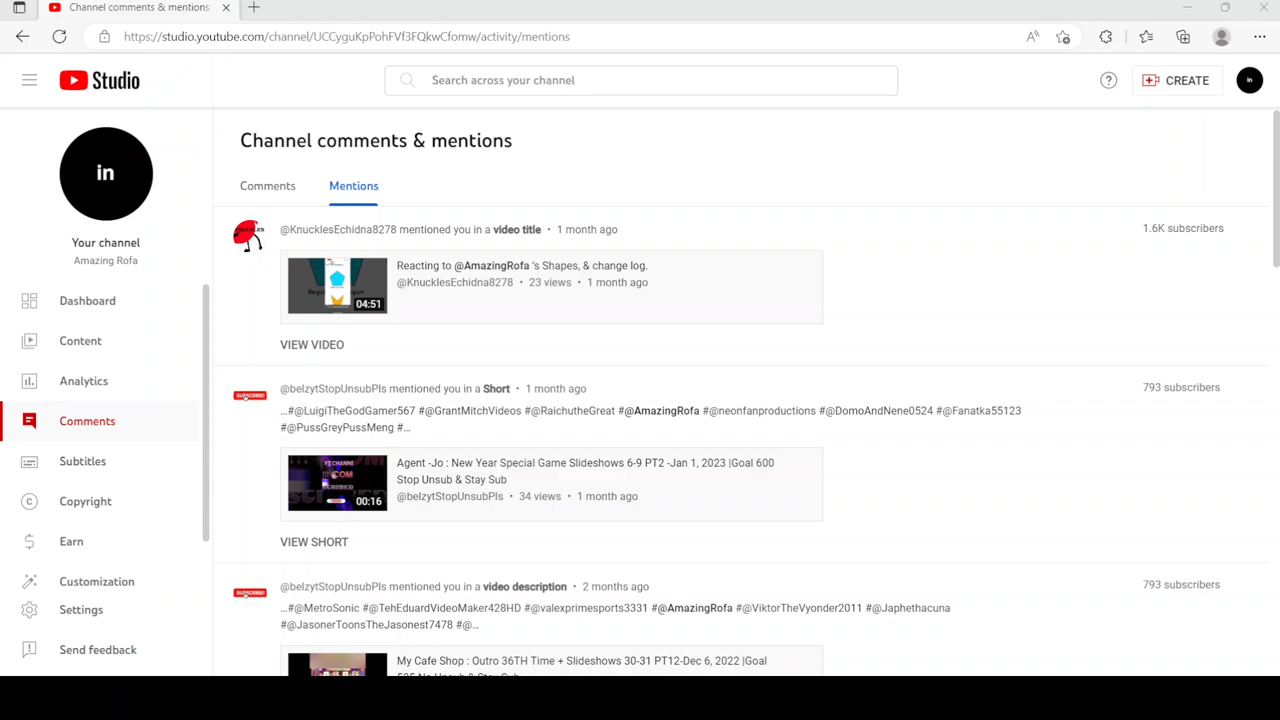 Channel comments & mentions
https://studio.youtube.com/channel/UCCyguKpPohFVf3FQkwCfomw/activity/mentions
Studio
Search across your channel
CREATE
in
in
Your channel
Amazing Rofa
Dashboard
Content
Analytics
Comments
Subtitles
Copyright
Earn
Customization
Settings
Send feedback
Channel comments & mentions
Comments
Mentions
@KnucklesEchidna8278 mentioned you in a video title • 1 month ago
1.6K subscribers
04:51
Reacting to @AmazingRofa 's Shapes, & change log.
@KnucklesEchidna8278 • 23 views • 1 month ago
VIEW VIDEO
SUBSCRIBE!
@belzytStopUnsubPls mentioned you in a Short • 1 month ago
793 subscribers
…#@LuigiTheGodGamer567 #@GrantMitchVideos #@RaichutheGreat #@AmazingRofa #@neonfanproductions #@DomoAndNene0524 #@Fanatka55123
#@PussGreyPussMeng #…
00:16
Agent -Jo : New Year Special Game Slideshows 6-9 PT2 -Jan 1, 2023 |Goal 600
Stop Unsub & Stay Sub
@belzytStopUnsubPls • 34 views • 1 month ago
VIEW SHORT
SUBSCRIBE!
@belzytStopUnsubPls mentioned you in a video description • 2 months ago
793 subscribers
…#@MetroSonic #@TehEduardVideoMaker428HD #@valexprimesports3331 #@AmazingRofa #@ViktorTheVyonder2011 #@Japhethacuna
#@JasonerToonsTheJasonest7478 #@…
My Cafe Shop : Outro 36TH Time + Slideshows 30-31 PT12-Dec 6, 2022 |Goal